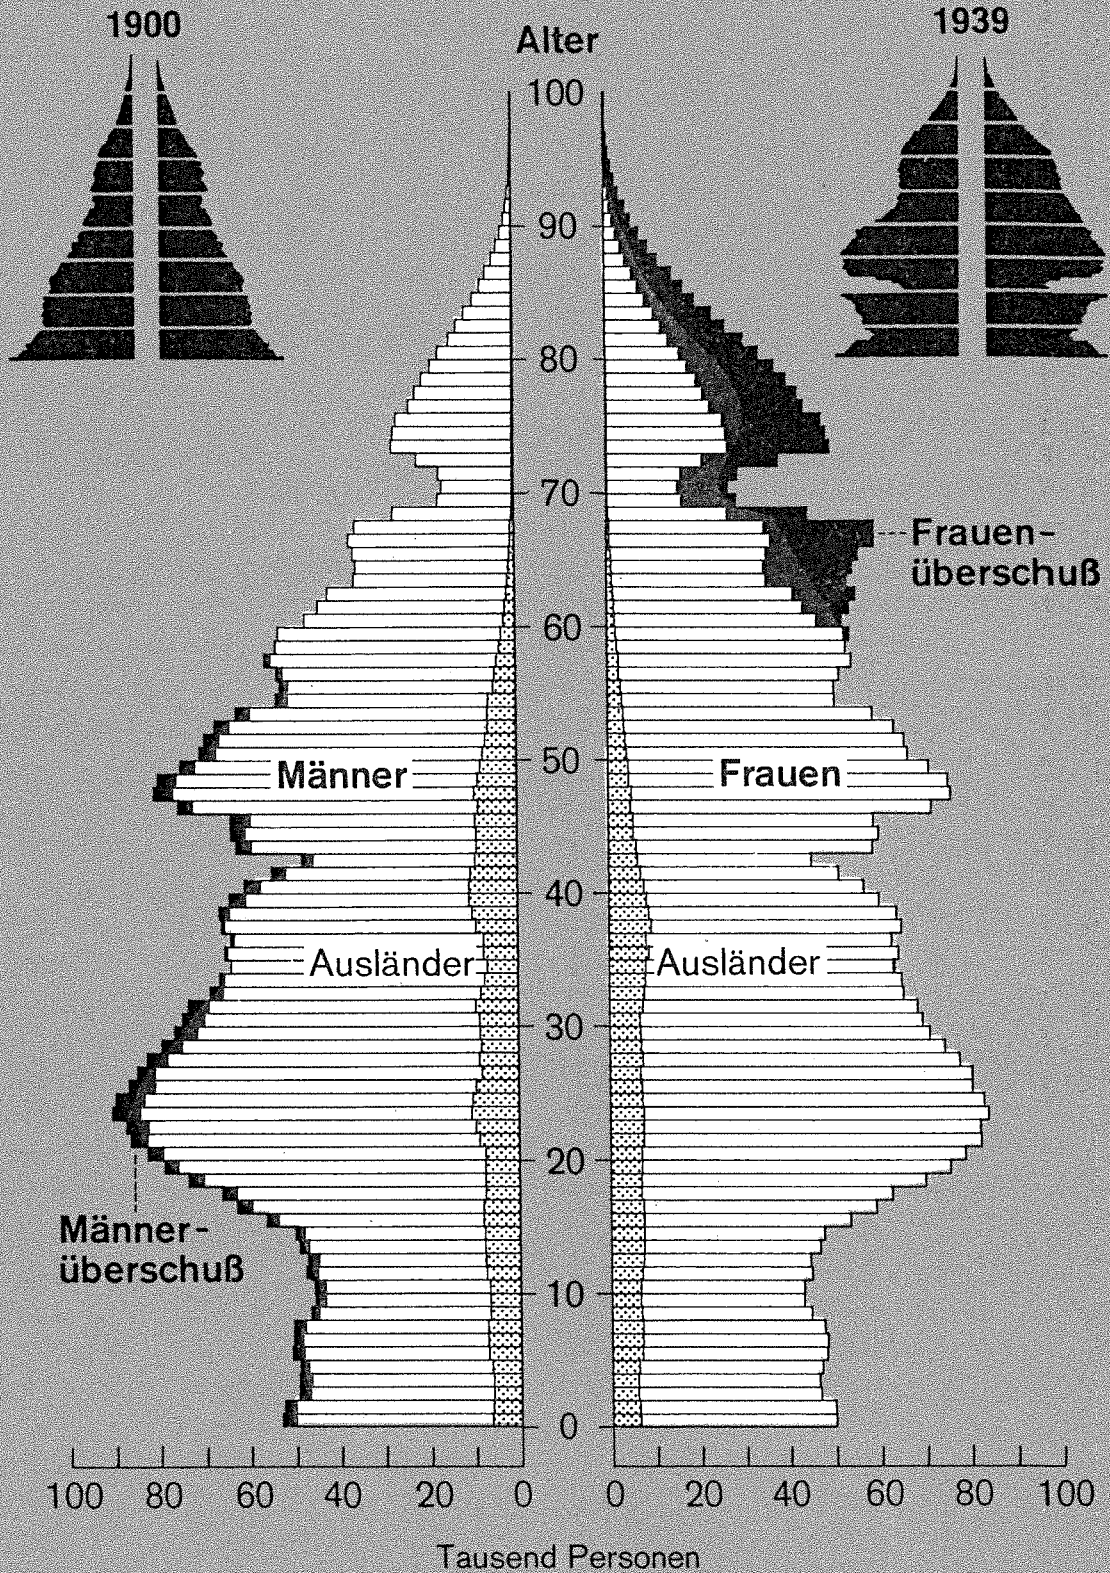 1900
1939
Alter
100
90
80
70
Frauen-
überschuß
60
50
Männer
Frauen
40
Ausländer
Ausländer
30
20
Männer-
überschuß
10
0
100 80 60 40 20 0 0 20 40 60 80 100
Tausend Personen